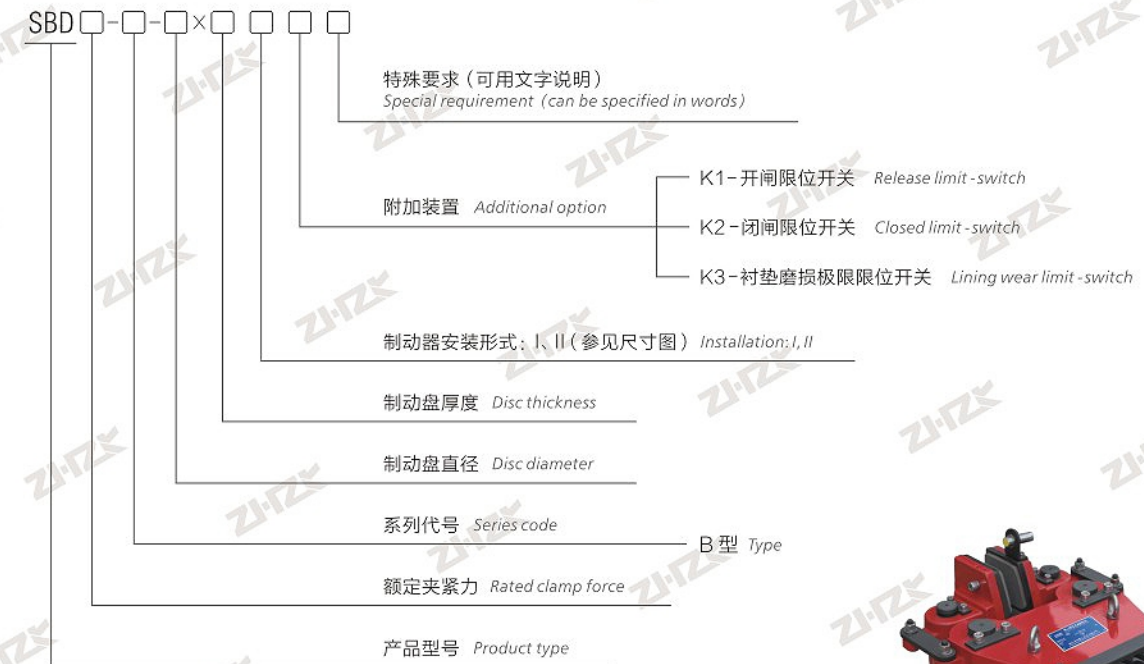 SBD□-□-□×□ □ □ □
特殊要求（可用文字说明）
Special requirement (can be specified in words)
K1-开闸限位开关 Release limit-switch
附加装置 Additional option
K2-闭闸限位开关 Closed limit-switch
K3-衬垫磨损极限限位开关 Lining wear limit-switch
制动器安装形式：Ⅰ、Ⅱ（参见尺寸图） Installation:Ⅰ,Ⅱ
制动盘厚度 Disc thickness
制动盘直径 Disc diameter
系列代号 Series code
B型 Type
额定夹紧力 Rated clamp force
产品型号 Product type
ZHZK